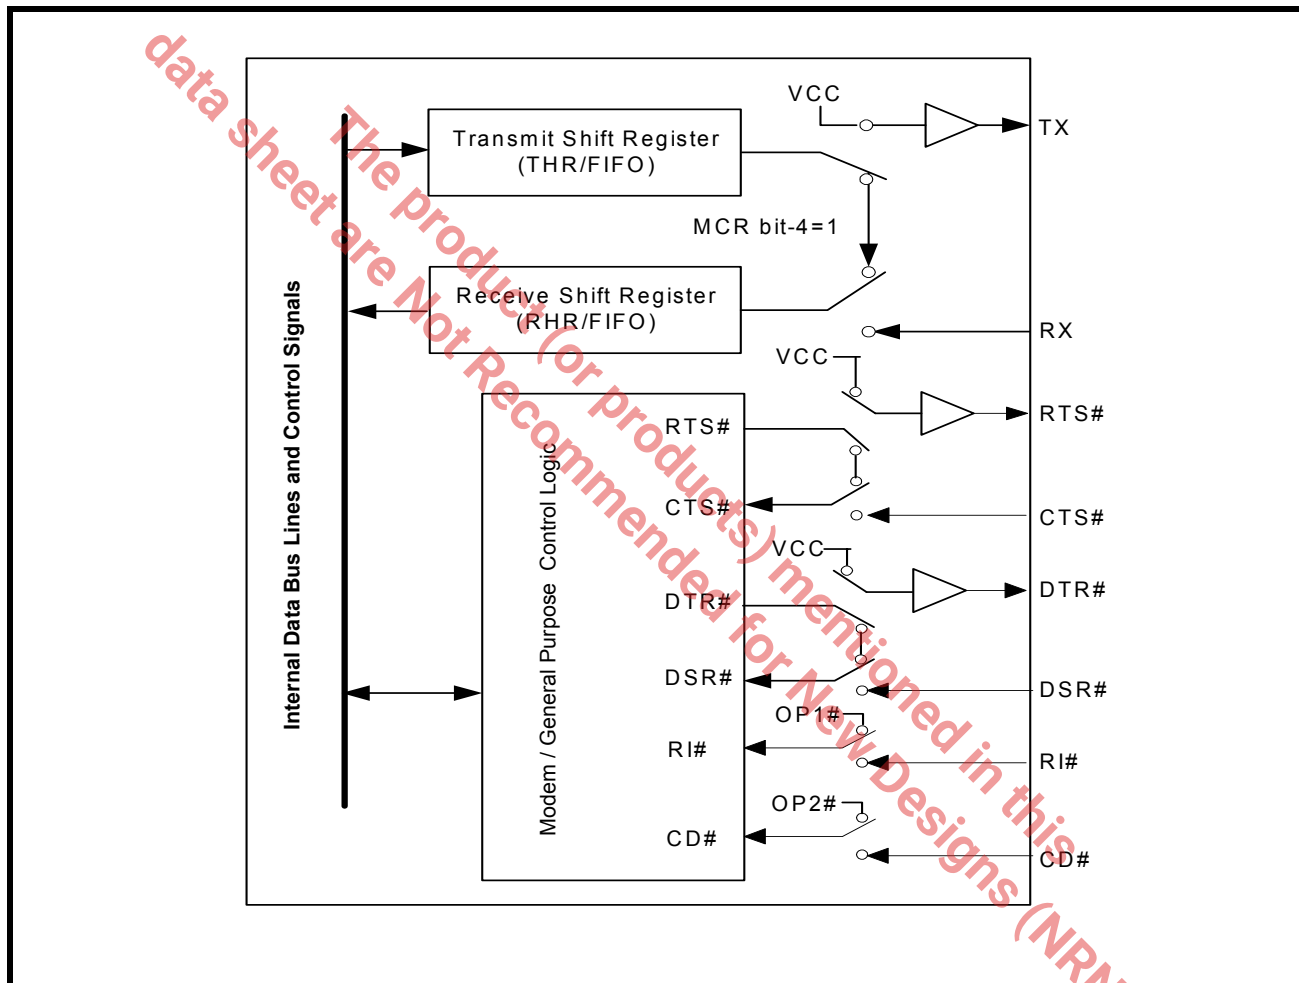 VCC
TX
Transmit Shift Register
(THR/FIFO)
MCR bit-4=1
Receive Shift Register
(RHR/FIFO)
RX
VCC
RTS#
RTS#
CTS#
CTS#
VCC
DTR#
DTR#
DSR#
DSR#
OP1#
RI#
RI#
OP2#
CD#
CD#
Internal Data Bus Lines and Control Signals
Modem / General Purpose Control Logic
The product (or products) mentioned in this
data sheet are Not Recommended for New Designs (NRN